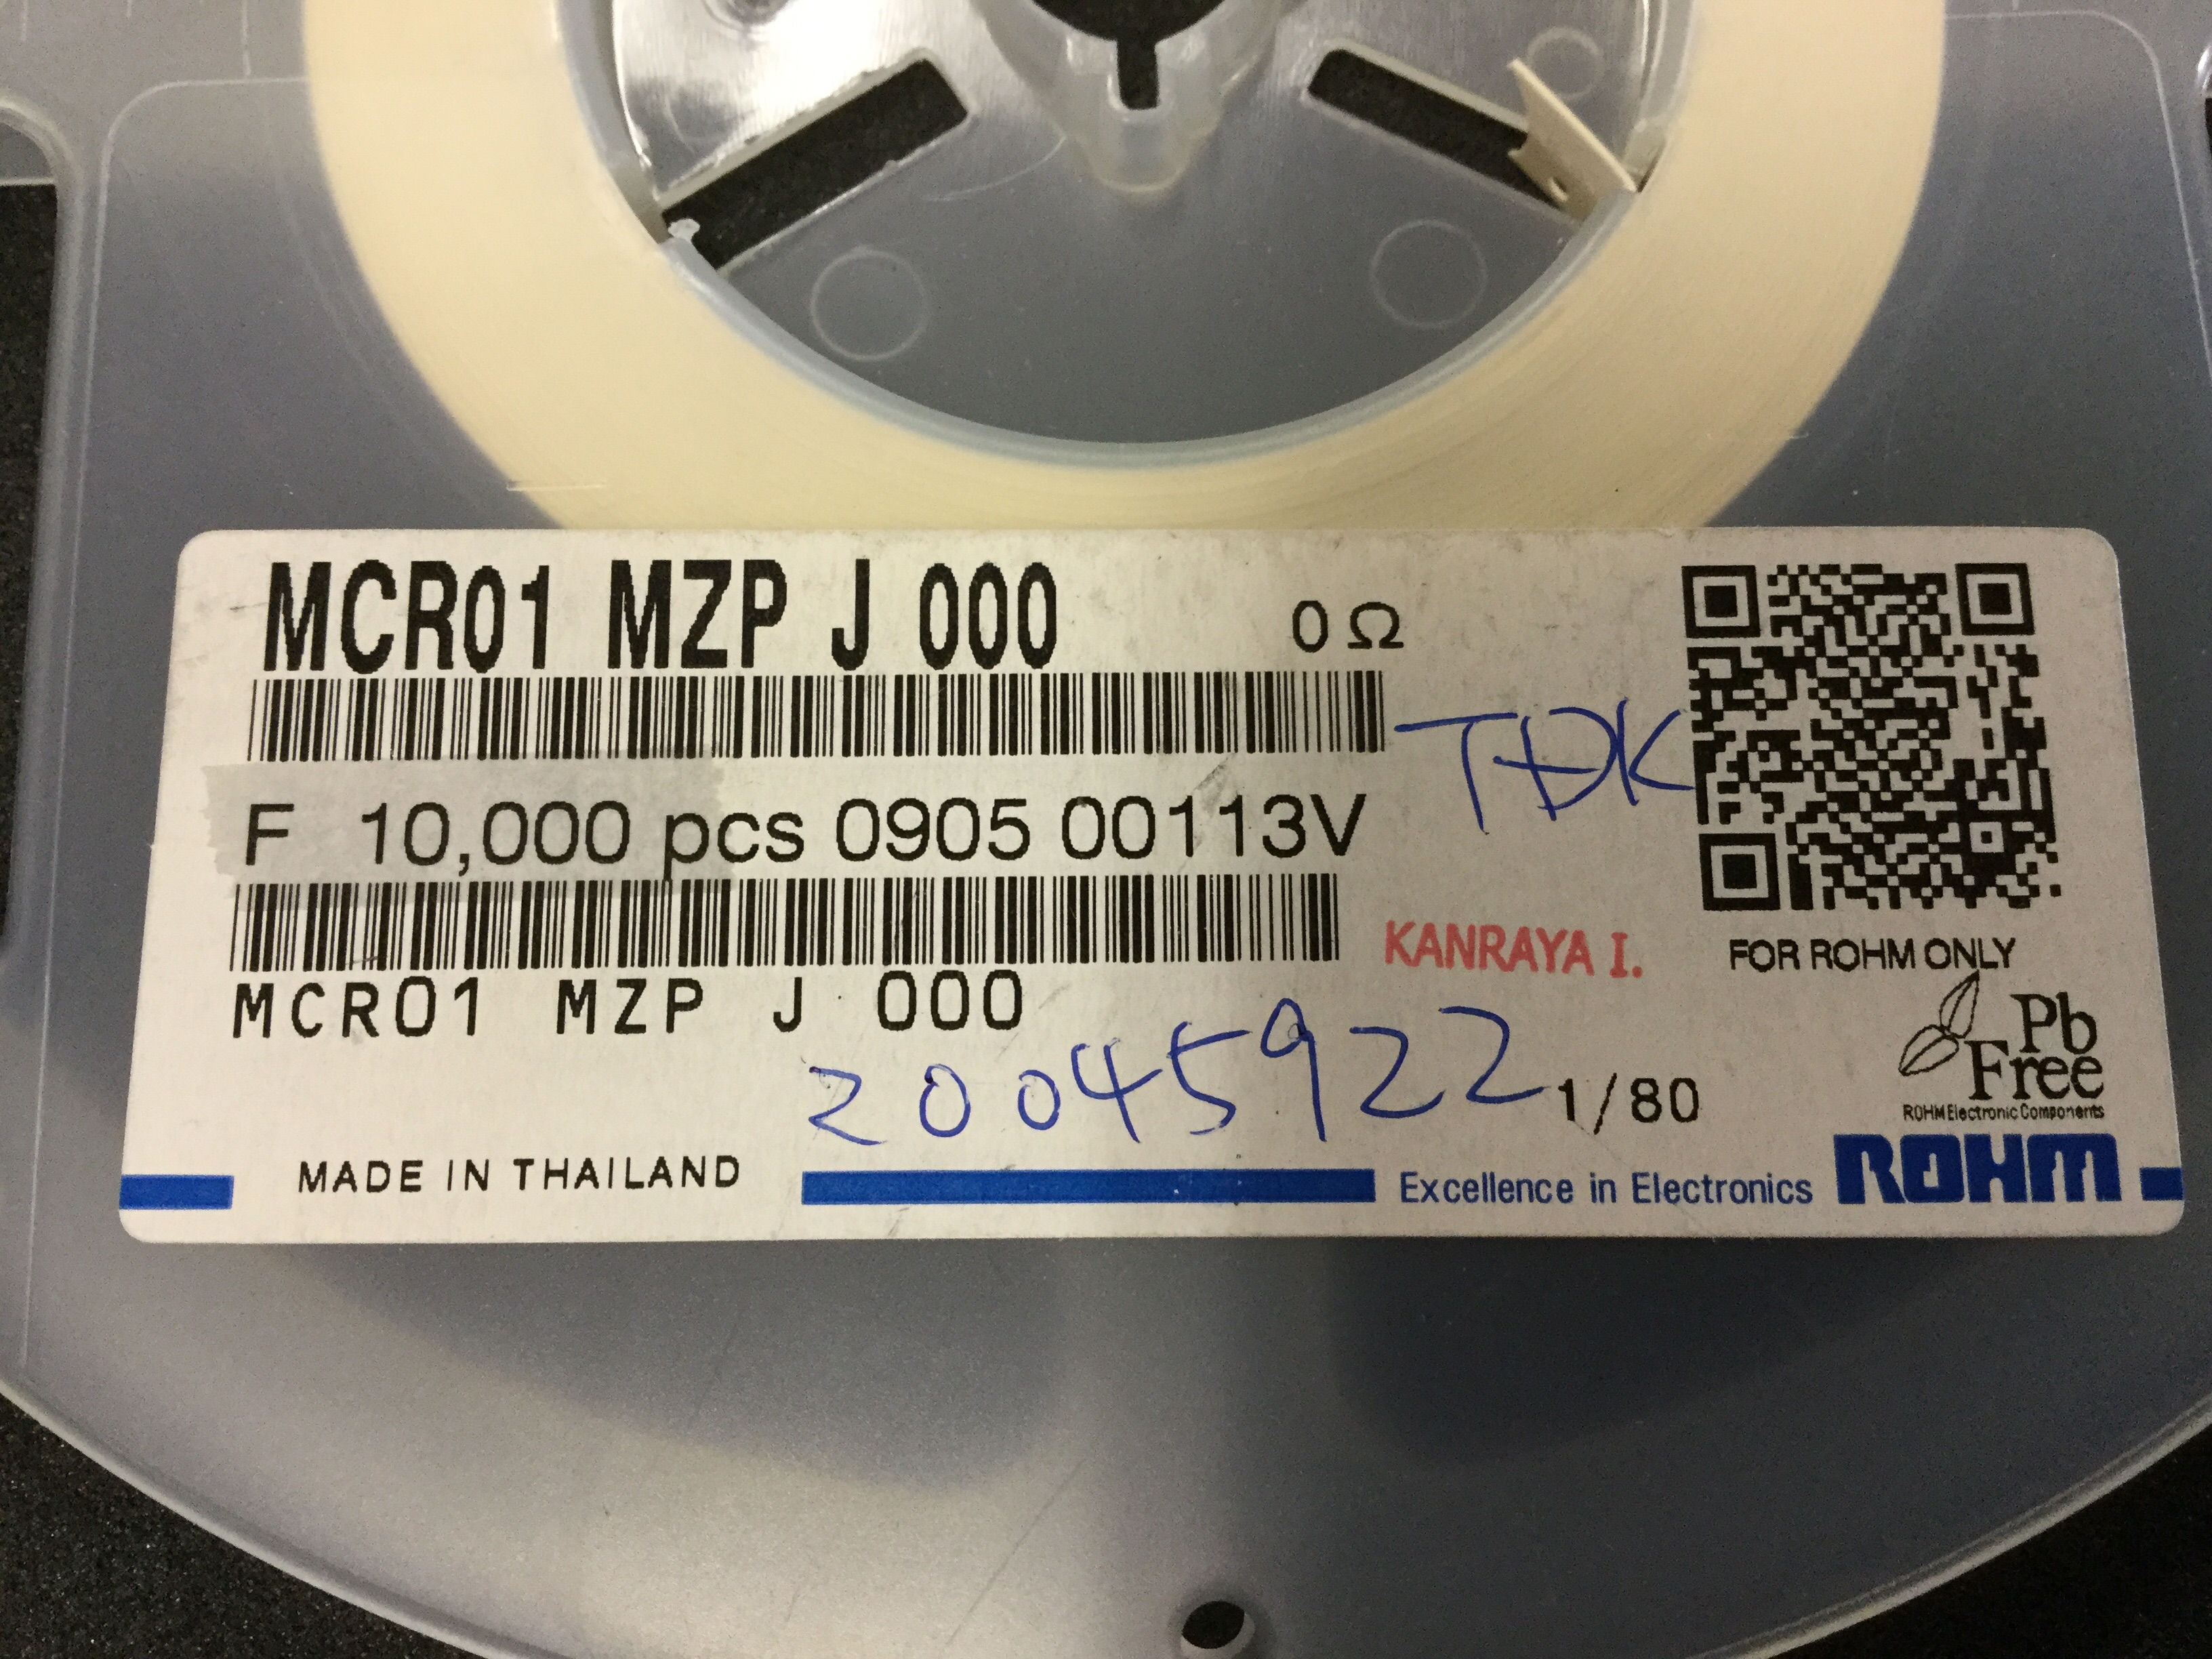 MCR01 MZP J 000 0Ω
TDK
F 10,000 pcs 0905 00113V
KANRAYA I.
FOR ROHM ONLY
MCR01 MZP J 000
Pb
Free
20045922 1/80
ROHM Electronic Components
MADE IN THAILAND
Excellence in Electronics ROHM